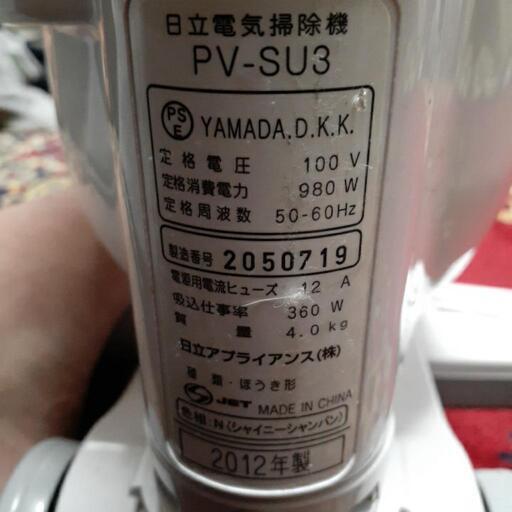 日立電気掃除機
PV-SU3
PSE YAMADA.D.K.K.
定格電圧 100 V
定格消費電力 980 W
定格周波数 50-60Hz
製造番号 2050719
電源用電流ヒューズ 12 A
吸込仕事率 360 W
質量 4.0kg
日立アプライアンス(株)
種類・ほうき形
JET MADE IN CHINA
色相:N(シャイニーシャンパン)
2012年製